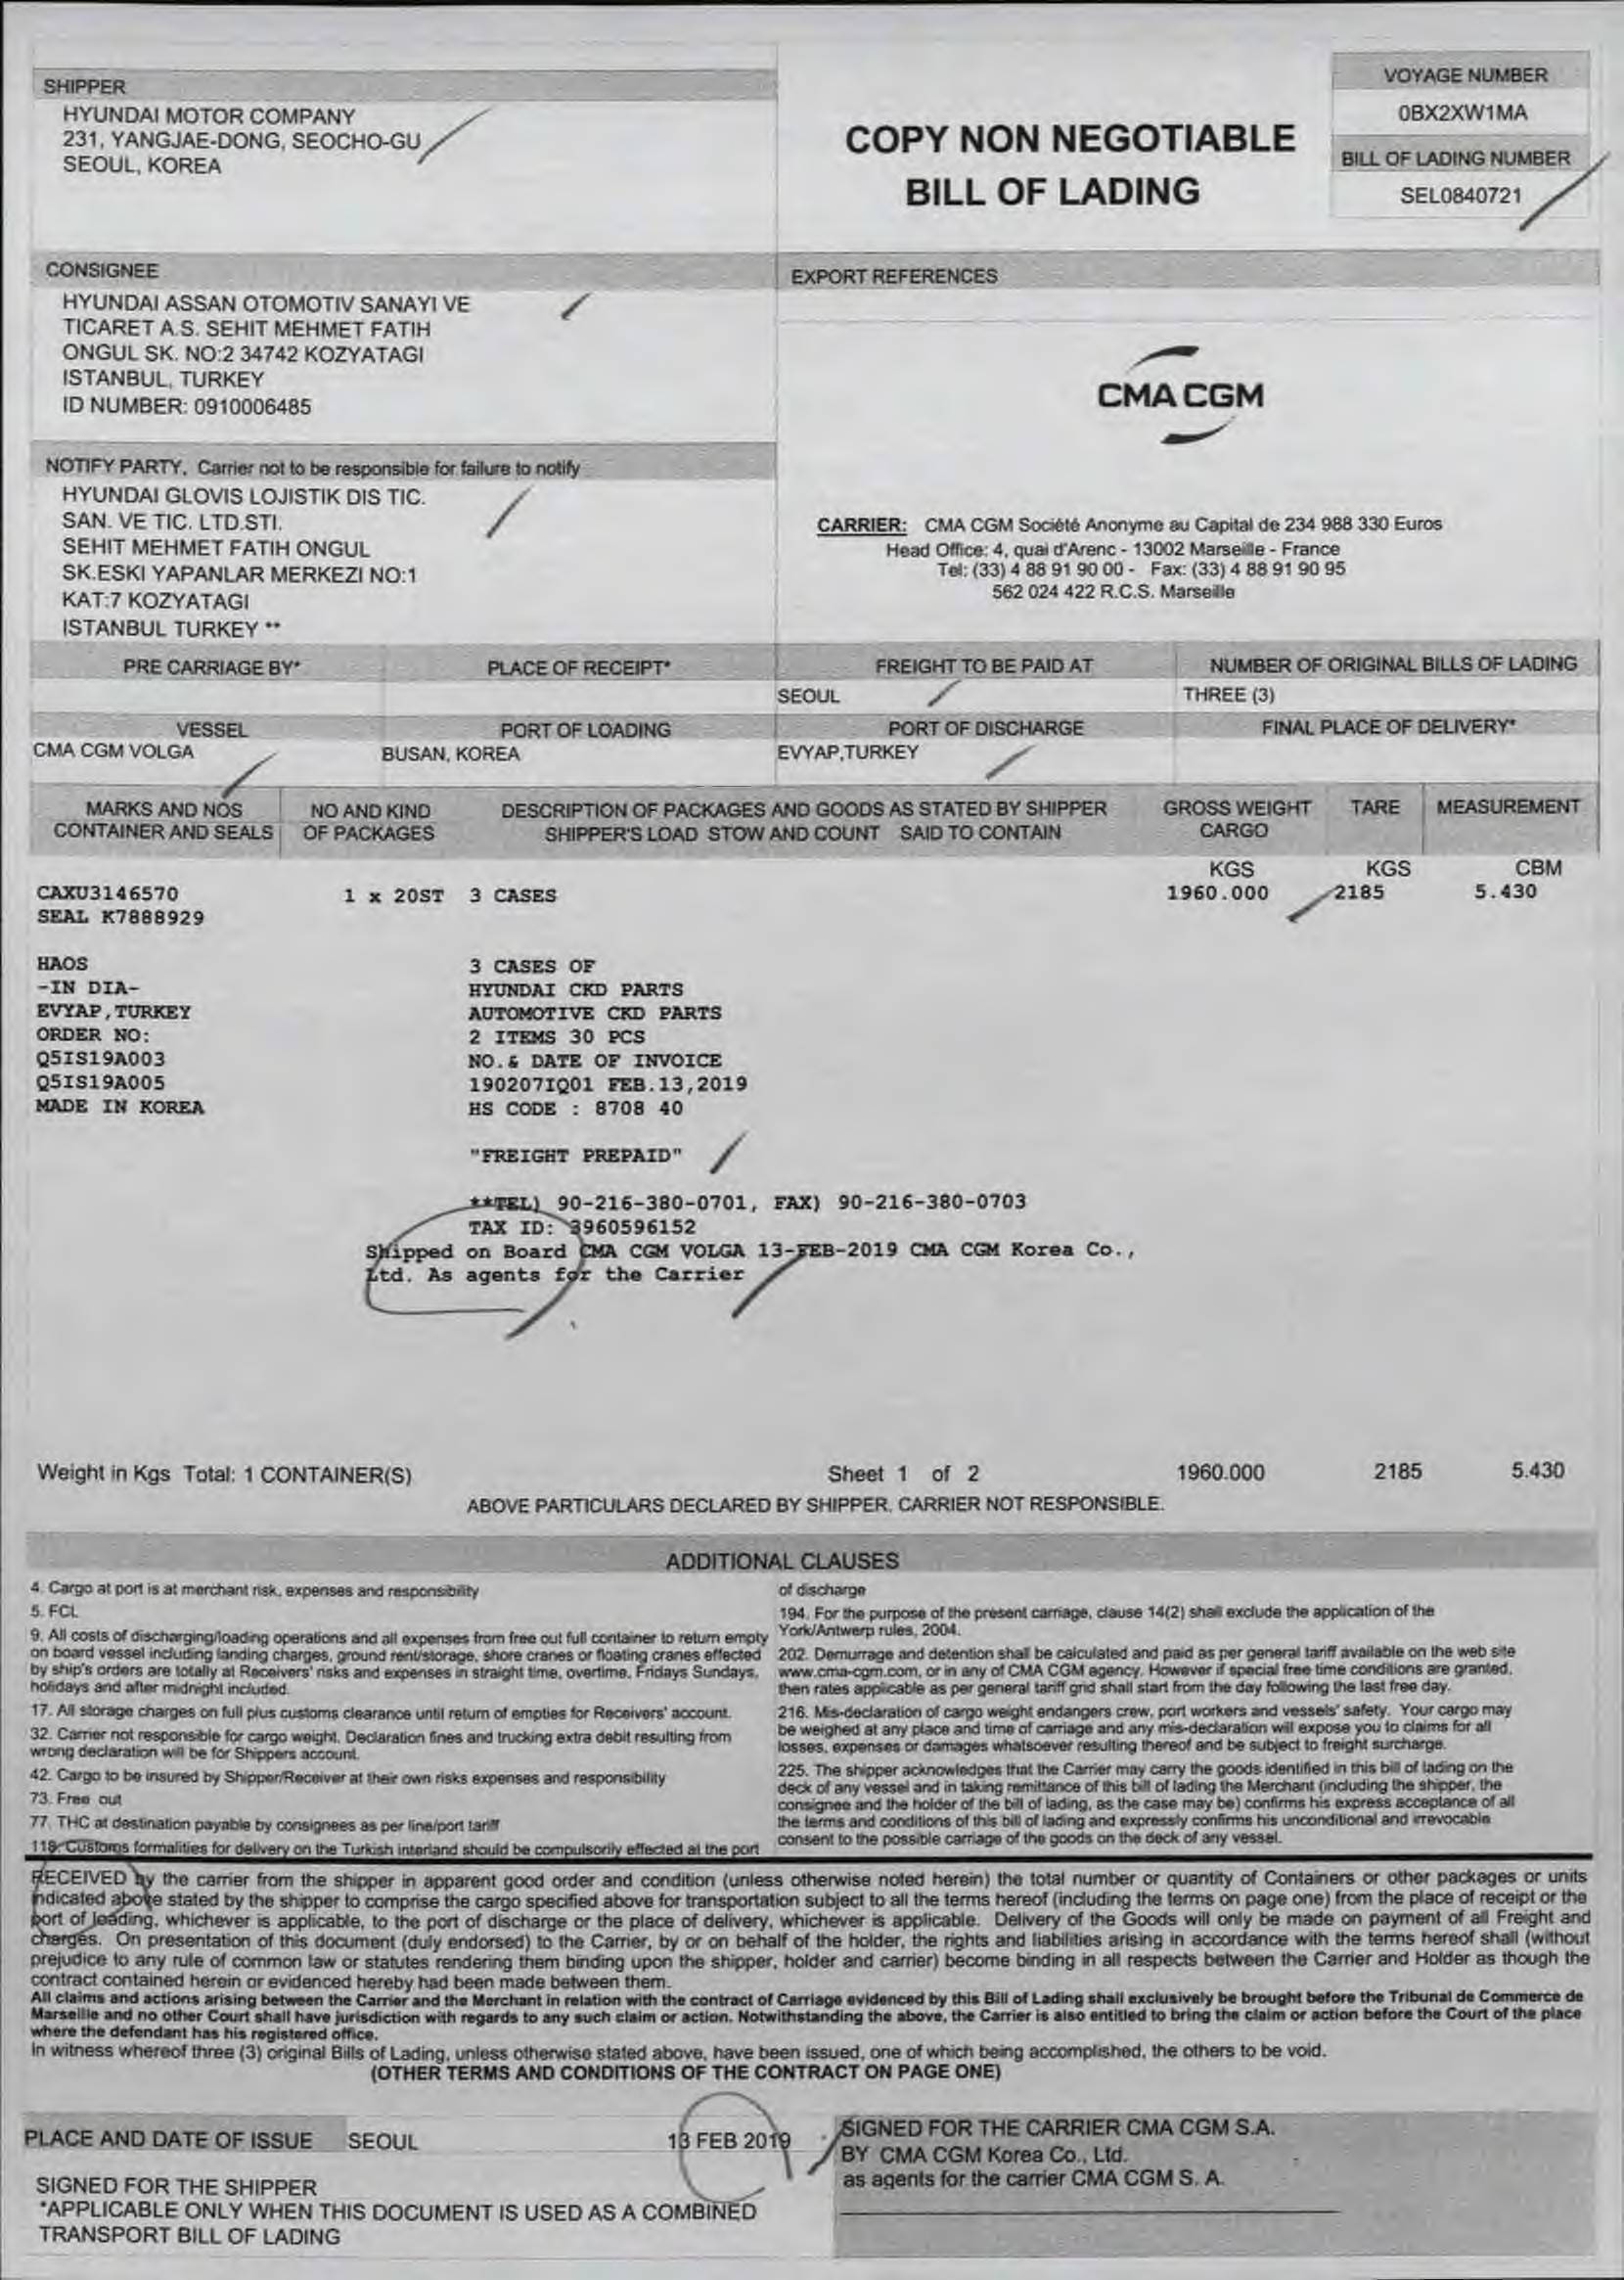 SHIPPER
HYUNDAI MOTOR COMPANY
231, YANGJAE-DONG, SEOCHO-GU
SEOUL, KOREA
COPY NON NEGOTIABLE
BILL OF LADING
VOYAGE NUMBER
0BX2XW1MA
BILL OF LADING NUMBER
SEL0840721
CONSIGNEE
HYUNDAI ASSAN OTOMOTIV SANAYI VE
TICARET A.S. SEHIT MEHMET FATIH
ONGUL SK. NO:2 34742 KOZYATAGI
ISTANBUL, TURKEY
ID NUMBER: 0910006485
EXPORT REFERENCES
CMA CGM
NOTIFY PARTY, Carrier not to be responsible for failure to notify
HYUNDAI GLOVIS LOJISTIK DIS TIC.
SAN. VE TIC. LTD.STI.
SEHIT MEHMET FATIH ONGUL
SK.ESKI YAPANLAR MERKEZI NO:1
KAT:7 KOZYATAGI
ISTANBUL TURKEY **
CARRIER: CMA CGM Société Anonyme au Capital de 234 988 330 Euros
Head Office: 4, quai d'Arenc - 13002 Marseille - France
Tel: (33) 4 88 91 90 00 - Fax: (33) 4 88 91 90 95
562 024 422 R.C.S. Marseille
PRE CARRIAGE BY* PLACE OF RECEIPT* FREIGHT TO BE PAID AT NUMBER OF ORIGINAL BILLS OF LADING
SEOUL THREE (3)
VESSEL PORT OF LOADING PORT OF DISCHARGE FINAL PLACE OF DELIVERY*
CMA CGM VOLGA BUSAN, KOREA EVYAP,TURKEY
MARKS AND NOS NO AND KIND DESCRIPTION OF PACKAGES AND GOODS AS STATED BY SHIPPER GROSS WEIGHT TARE MEASUREMENT
CONTAINER AND SEALS OF PACKAGES SHIPPER'S LOAD STOW AND COUNT SAID TO CONTAIN CARGO
KGS KGS CBM
CAXU3146570 1 x 20ST 3 CASES 1960.000 2185 5.430
SEAL K7888929
HAOS 3 CASES OF
-IN DIA- HYUNDAI CKD PARTS
EVYAP,TURKEY AUTOMOTIVE CKD PARTS
ORDER NO: 2 ITEMS 30 PCS
Q5IS19A003 NO.& DATE OF INVOICE
Q5IS19A005 190207IQ01 FEB.13,2019
MADE IN KOREA HS CODE : 8708 40
"FREIGHT PREPAID"
**TEL) 90-216-380-0701, FAX) 90-216-380-0703
TAX ID: 3960596152
Shipped on Board CMA CGM VOLGA 13-FEB-2019 CMA CGM Korea Co.,
Ltd. As agents for the Carrier
Weight in Kgs Total: 1 CONTAINER(S) Sheet 1 of 2 1960.000 2185 5.430
ABOVE PARTICULARS DECLARED BY SHIPPER. CARRIER NOT RESPONSIBLE.
ADDITIONAL CLAUSES
4. Cargo at port is at merchant risk, expenses and responsibility
5. FCL
9. All costs of discharging/loading operations and all expenses from free out full container to return empty
on board vessel including landing charges, ground rent/storage, shore cranes or floating cranes effected
by ship's orders are totally at Receivers' risks and expenses in straight time, overtime, Fridays Sundays,
holidays and after midnight included.
17. All storage charges on full plus customs clearance until return of empties for Receivers' account.
32. Carrier not responsible for cargo weight. Declaration fines and trucking extra debit resulting from
wrong declaration will be for Shippers account.
42. Cargo to be insured by Shipper/Receiver at their own risks expenses and responsibility
73. Free out
77. THC at destination payable by consignees as per line/port tariff
118. Customs formalities for delivery on the Turkish interland should be compulsorily effected at the port
of discharge
194. For the purpose of the present carriage, clause 14(2) shall exclude the application of the
York/Antwerp rules, 2004.
202. Demurrage and detention shall be calculated and paid as per general tariff available on the web site
www.cma-cgm.com, or in any of CMA CGM agency. However if special free time conditions are granted,
then rates applicable as per general tariff grid shall start from the day following the last free day.
216. Mis-declaration of cargo weight endangers crew, port workers and vessels' safety. Your cargo may
be weighed at any place and time of carriage and any mis-declaration will expose you to claims for all
losses, expenses or damages whatsoever resulting thereof and be subject to freight surcharge.
225. The shipper acknowledges that the Carrier may carry the goods identified in this bill of lading on the
deck of any vessel and in taking remittance of this bill of lading the Merchant (including the shipper, the
consignee and the holder of the bill of lading, as the case may be) confirms his express acceptance of all
the terms and conditions of this bill of lading and expressly confirms his unconditional and irrevocable
consent to the possible carriage of the goods on the deck of any vessel.
RECEIVED by the carrier from the shipper in apparent good order and condition (unless otherwise noted herein) the total number or quantity of Containers or other packages or units
indicated above stated by the shipper to comprise the cargo specified above for transportation subject to all the terms hereof (including the terms on page one) from the place of receipt or the
port of loading, whichever is applicable, to the port of discharge or the place of delivery, whichever is applicable. Delivery of the Goods will only be made on payment of all Freight and
charges. On presentation of this document (duly endorsed) to the Carrier, by or on behalf of the holder, the rights and liabilities arising in accordance with the terms hereof shall (without
prejudice to any rule of common law or statutes rendering them binding upon the shipper, holder and carrier) become binding in all respects between the Carrier and Holder as though the
contract contained herein or evidenced hereby had been made between them.
All claims and actions arising between the Carrier and the Merchant in relation with the contract of Carriage evidenced by this Bill of Lading shall exclusively be brought before the Tribunal de Commerce de
Marseille and no other Court shall have jurisdiction with regards to any such claim or action. Notwithstanding the above, the Carrier is also entitled to bring the claim or action before the Court of the place
where the defendant has his registered office.
In witness whereof three (3) original Bills of Lading, unless otherwise stated above, have been issued, one of which being accomplished, the others to be void.
(OTHER TERMS AND CONDITIONS OF THE CONTRACT ON PAGE ONE)
PLACE AND DATE OF ISSUE SEOUL 13 FEB 2019
SIGNED FOR THE SHIPPER
*APPLICABLE ONLY WHEN THIS DOCUMENT IS USED AS A COMBINED
TRANSPORT BILL OF LADING
SIGNED FOR THE CARRIER CMA CGM S.A.
BY CMA CGM Korea Co., Ltd.
as agents for the carrier CMA CGM S. A.